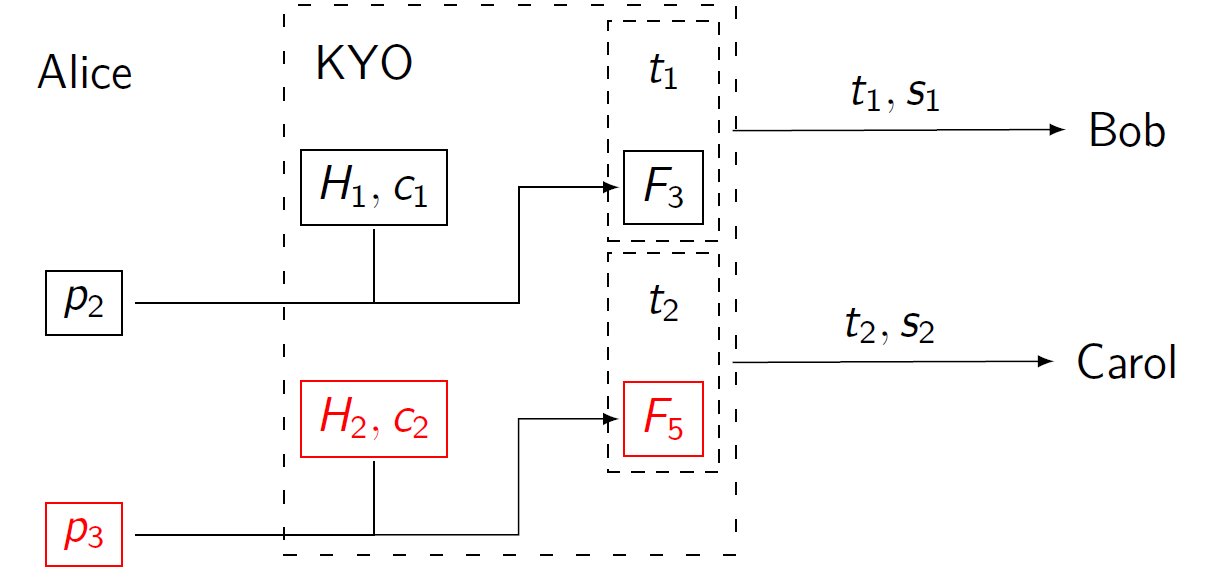 Alice
KYO
t₁
t₁, s₁
Bob
H₁, c₁
F₃
p₂
t₂
t₂, s₂
Carol
H₂, c₂
F₅
p₃